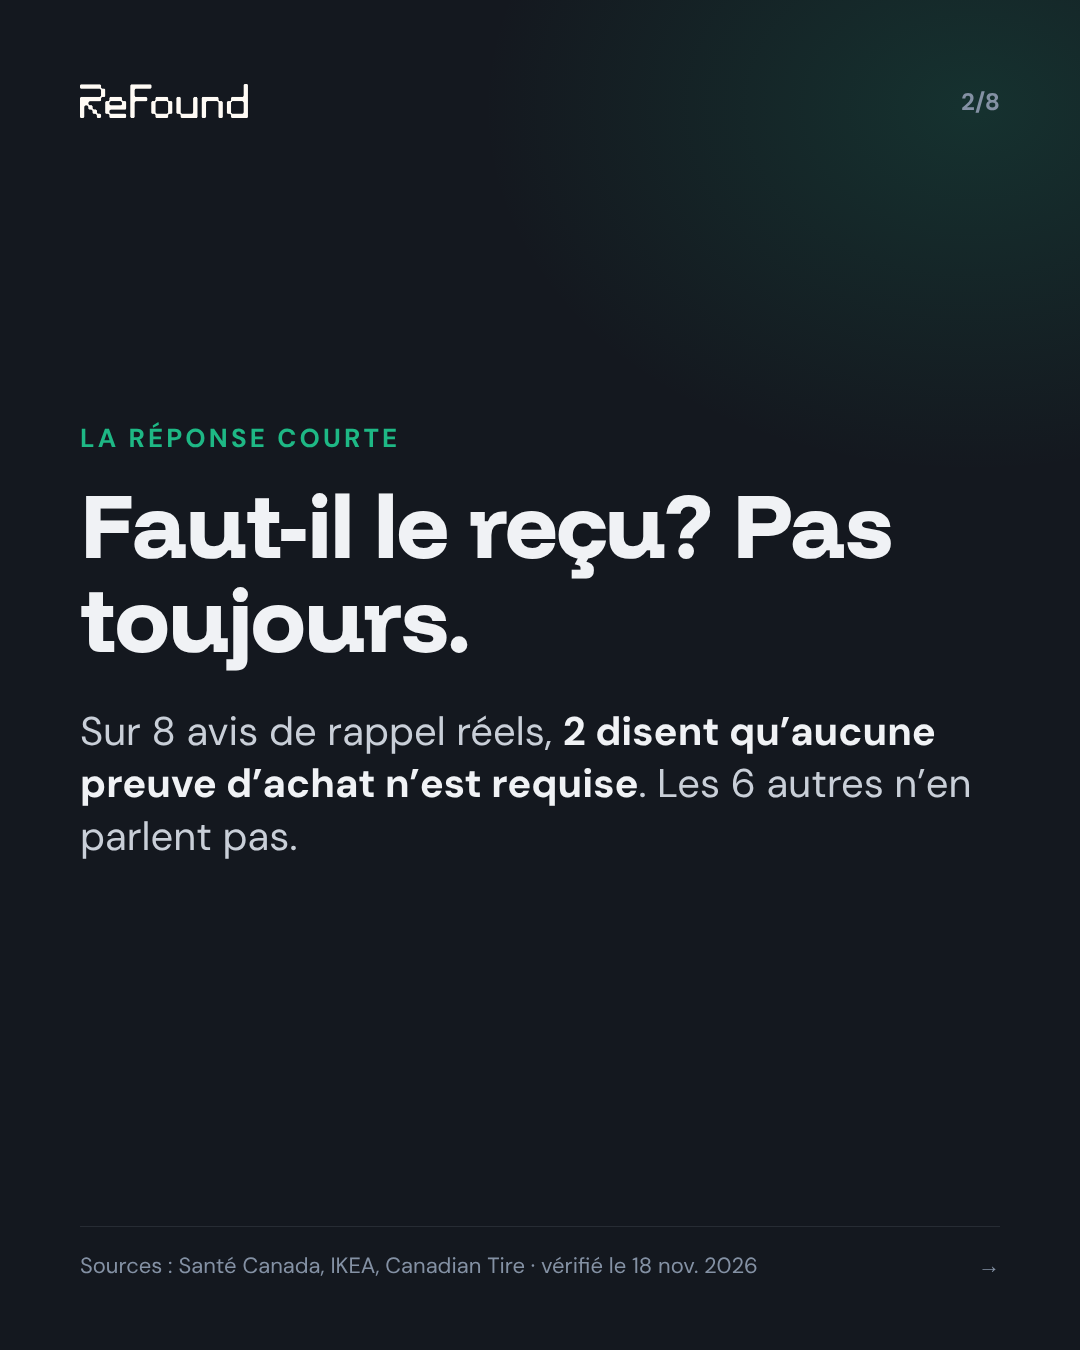 ReFound
2/8
LA RÉPONSE COURTE
Faut-il le reçu? Pas
toujours.
Sur 8 avis de rappel réels, 2 disent qu’aucune
preuve d’achat n’est requise. Les 6 autres n’en
parlent pas.
Sources : Santé Canada, IKEA, Canadian Tire · vérifié le 18 nov. 2026 →